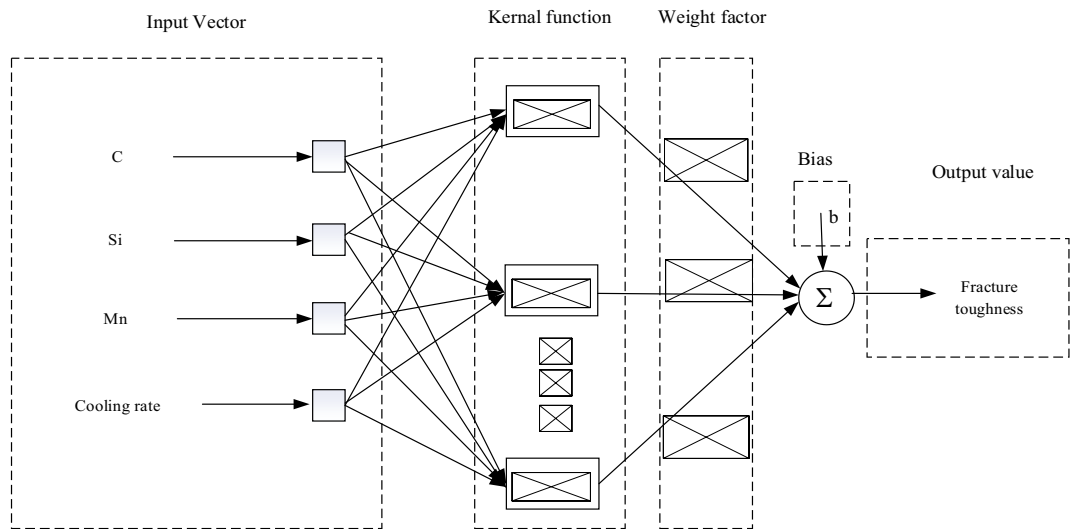 Input Vector
Kernal function
Weight factor
C
Si
Mn
Cooling rate
Bias
b
Σ
Output value
Fracture
toughness